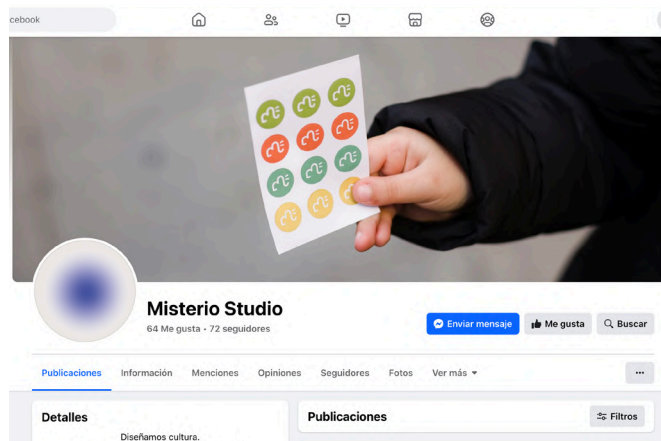 cebook
Misterio Studio
64 Me gusta • 72 seguidores
Enviar mensaje
Me gusta
Buscar
Publicaciones
Información
Menciones
Opiniones
Seguidores
Fotos
Ver más
Detalles
Diseñamos cultura.
Publicaciones
Filtros